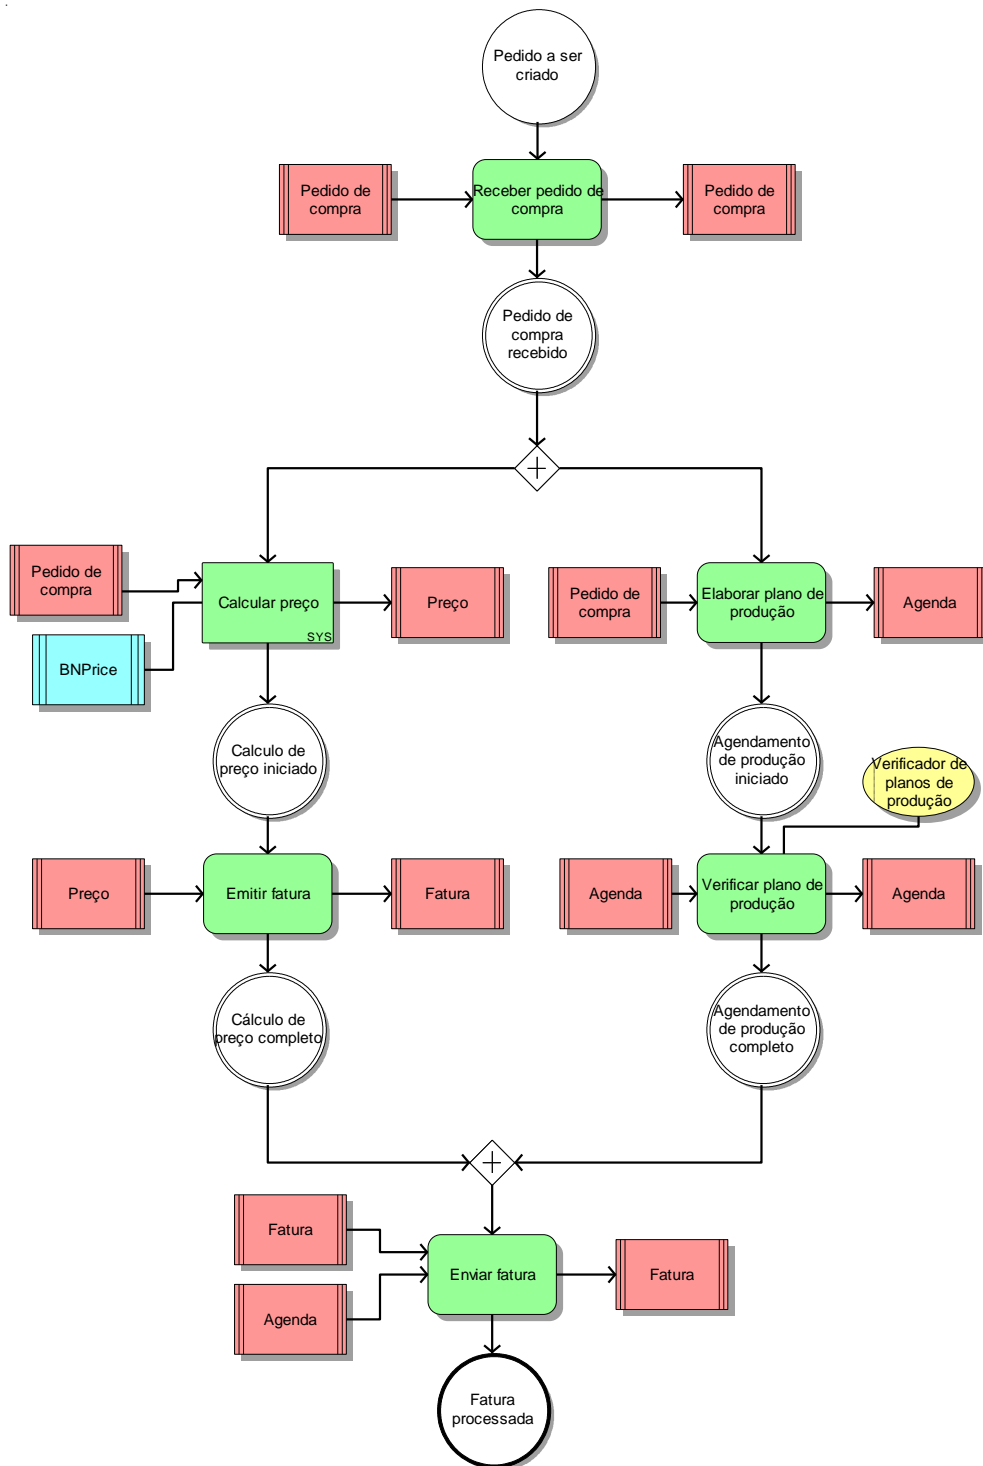 Pedido a ser
criado
Pedido de
compra
Receber pedido de
compra
Pedido de
compra
Pedido de
compra
recebido
Pedido de
compra
Calcular preço
SYS
Preço
BNPrice
Pedido de
compra
Elaborar plano de
produção
Agenda
Calculo de
preço iniciado
Agendamento
de produção
iniciado
Verificador de
planos de
produção
Preço
Emitir fatura
Fatura
Agenda
Verificar plano de
produção
Agenda
Cálculo de
preço completo
Agendamento
de produção
completo
Fatura
Agenda
Enviar fatura
Fatura
Fatura
processada